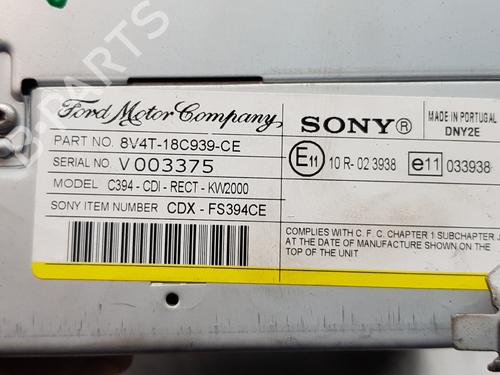 B-PARTS
Ford Motor Company
PART NO. 8V4T-18C939-CE
SERIAL NO V003375
MODEL C394-CDI-RECT-KW2000
SONY ITEM NUMBER CDX-FS394CE
SONY®
MADE IN PORTUGAL
DNY2E
E11 10 R-02 3938 e11 033938
COMPLIES WITH C. F. C. CHAPTER 1 SUBCHAPTER J
AT THE DATE OF MANUFACTURE SHOWN ON THE
TOP OF THE UNIT